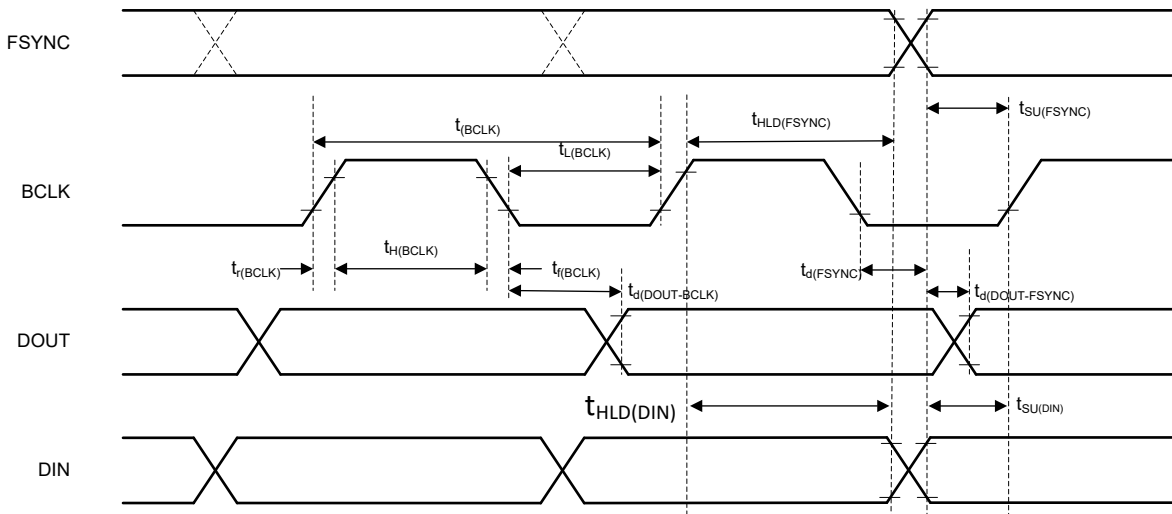 FSYNC
t(BCLK)
tHLD(FSYNC)
tSU(FSYNC)
tL(BCLK)
BCLK
tr(BCLK)
tH(BCLK)
tf(BCLK)
td(FSYNC)
td(DOUT-BCLK)
td(DOUT-FSYNC)
DOUT
tHLD(DIN)
tSU(DIN)
DIN